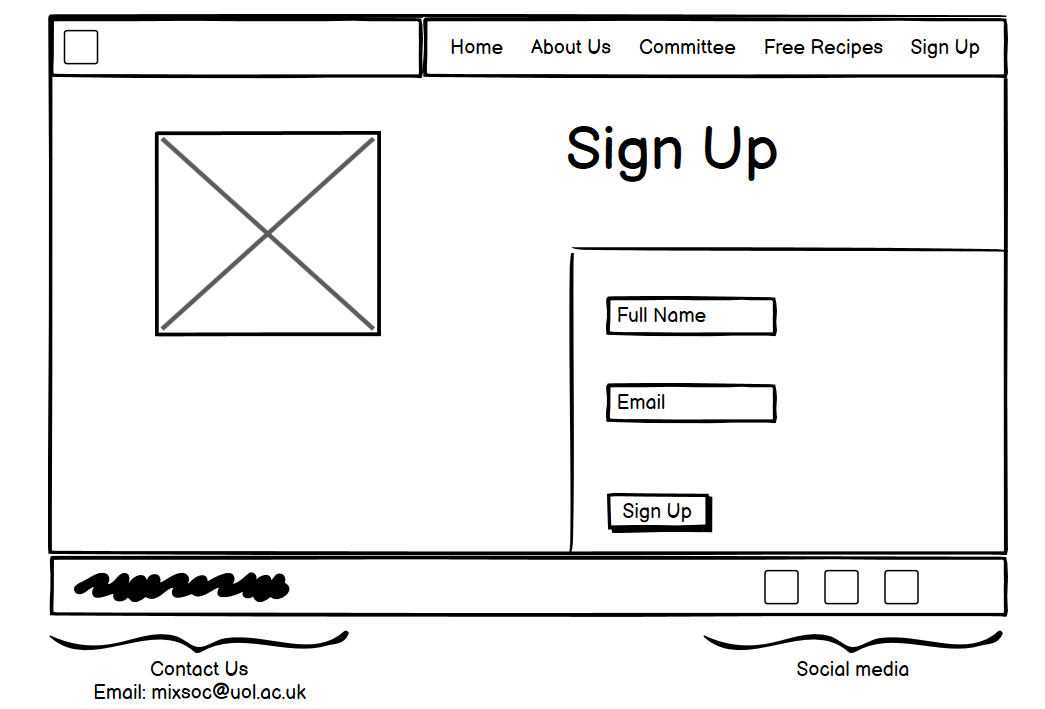 Home About Us Committee Free Recipes Sign Up
Sign Up
Full Name
Email
Sign Up
Contact Us
Email: mixsoc@uol.ac.uk
Social media